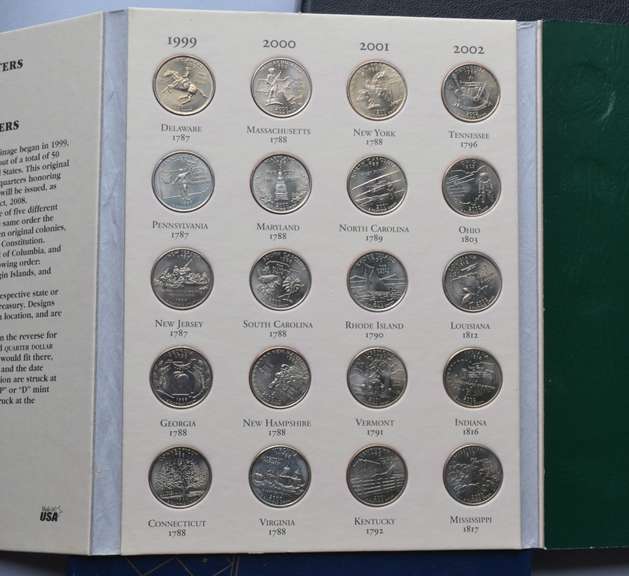 TERS
ERS
inage began in 1999,
out of a total of 50
States. This original
quarters honoring
will be issued, as
ct, 2008.
e of five different
same order the
en original colonies,
Constitution.
of Columbia, and
owing order:
gin Islands, and
espective state or
reasury. Designs
n location, and are
n the reverse for
d QUARTER DOLLAR
would fit there,
and the date
ion are struck at
P" or "D" mint
ruck at the
Made in
USA
1999 2000 2001 2002
DELAWARE MASSACHUSETTS NEW YORK TENNESSEE
1787 1788 1788 1796
PENNSYLVANIA MARYLAND NORTH CAROLINA OHIO
1787 1788 1789 1803
NEW JERSEY SOUTH CAROLINA RHODE ISLAND LOUISIANA
1787 1788 1790 1812
GEORGIA NEW HAMPSHIRE VERMONT INDIANA
1788 1788 1791 1816
CONNECTICUT VIRGINIA KENTUCKY MISSISSIPPI
1788 1788 1792 1817